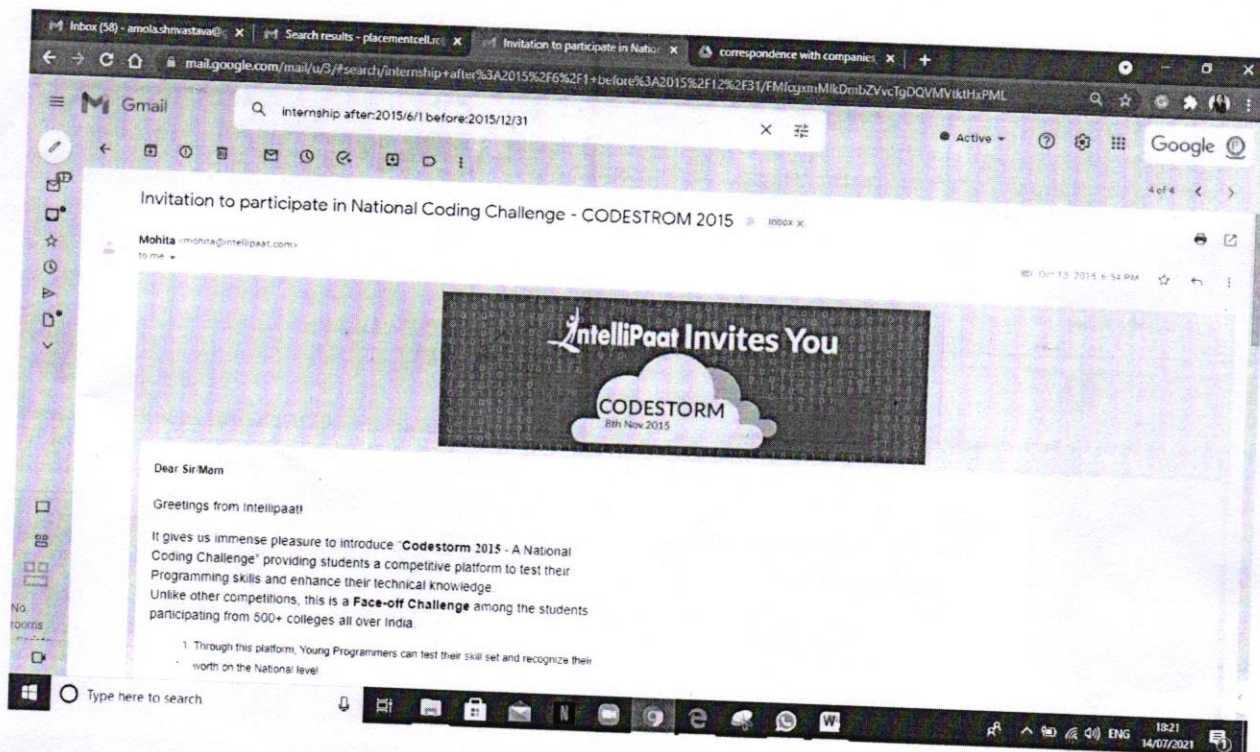 Inbox (58) - amola.shrivastava@g
Search results - placementcell.rc
Invitation to participate in Nation
correspondence with companies
mail.google.com/mail/u/3/#search/internship+after%3A2015%2F6%2F1+before%3A2015%2F12%2F31/FMfcgxmMlkDmbZVvcTgDQVMVtktHxPML
Gmail
internship after:2015/6/1 before:2015/12/31
Active
Google
4 of 4
Invitation to participate in National Coding Challenge - CODESTROM 2015
Inbox x
Mohita <mohita@intellipaat.com>
to me
Oct 13, 2015, 6:54 PM
IntelliPaat Invites You
CODESTORM
8th Nov 2015
Dear Sir/Mam
Greetings from Intellipaat!
It gives us immense pleasure to introduce "Codestorm 2015 - A National
Coding Challenge" providing students a competitive platform to test their
Programming skills and enhance their technical knowledge.
Unlike other competitions, this is a Face-off Challenge among the students
participating from 500+ colleges all over India.
1. Through this platform, Young Programmers can test their skill set and recognize their
worth on the National level
No
rooms
Type here to search
ENG
18:21
14/07/2021